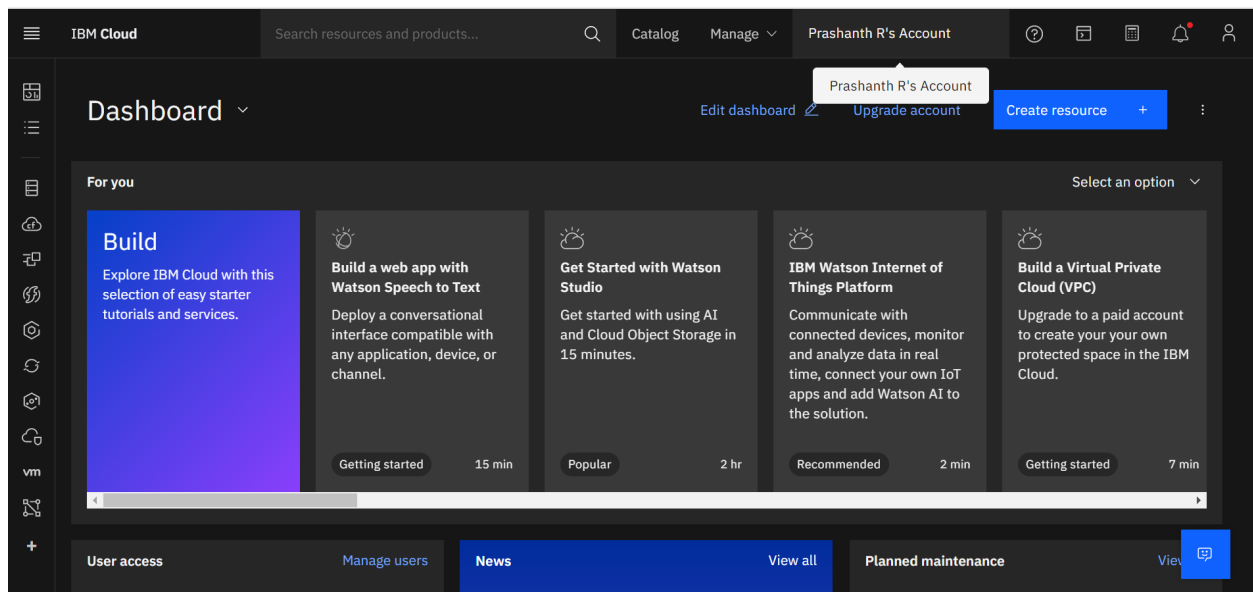 IBM Cloud
Search resources and products...
Catalog
Manage
Prashanth R's Account
Prashanth R's Account
Dashboard
Edit dashboard
Upgrade account
Create resource +
For you
Select an option
Build
Explore IBM Cloud with this
selection of easy starter
tutorials and services.
Build a web app with
Watson Speech to Text
Deploy a conversational
interface compatible with
any application, device, or
channel.
Getting started
15 min
Get Started with Watson
Studio
Get started with using AI
and Cloud Object Storage in
15 minutes.
Popular
2 hr
IBM Watson Internet of
Things Platform
Communicate with
connected devices, monitor
and analyze data in real
time, connect your own IoT
apps and add Watson AI to
the solution.
Recommended
2 min
Build a Virtual Private
Cloud (VPC)
Upgrade to a paid account
to create your your own
protected space in the IBM
Cloud.
Getting started
7 min
vm
User access
Manage users
News
View all
Planned maintenance